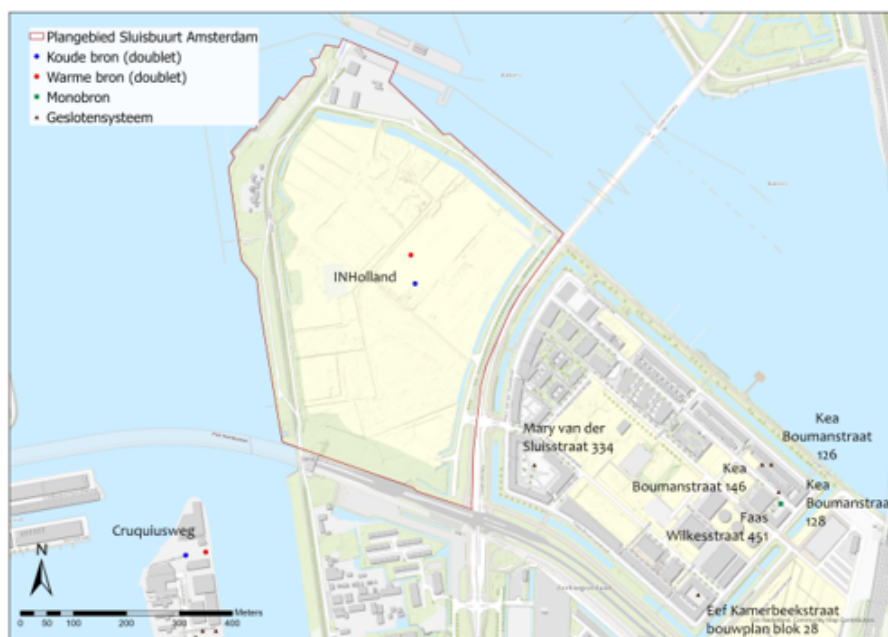 Plangebied Sluisbuurt Amsterdam
Koude bron (doublet)
Warme bron (doublet)
Monobron
Geslotensysteem
INHolland
Mary van der
Sluisstraat 334
Kea
Boumanstraat
126
Kea
Boumanstraat 146
Kea
Boumanstraat
128
Faas
Wilkesstraat 451
Cruquiusweg
N
Meters
0 50 100 200 300 400
Eef Kamerbeekstraat
bouwplan blok 28